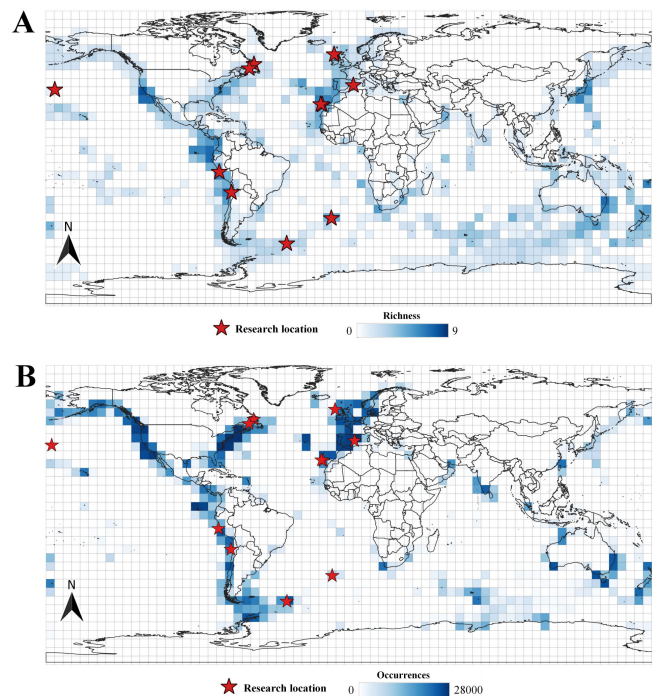 A
N
Richness
Research location
0
9
B
N
Occurrences
Research location
0
28000